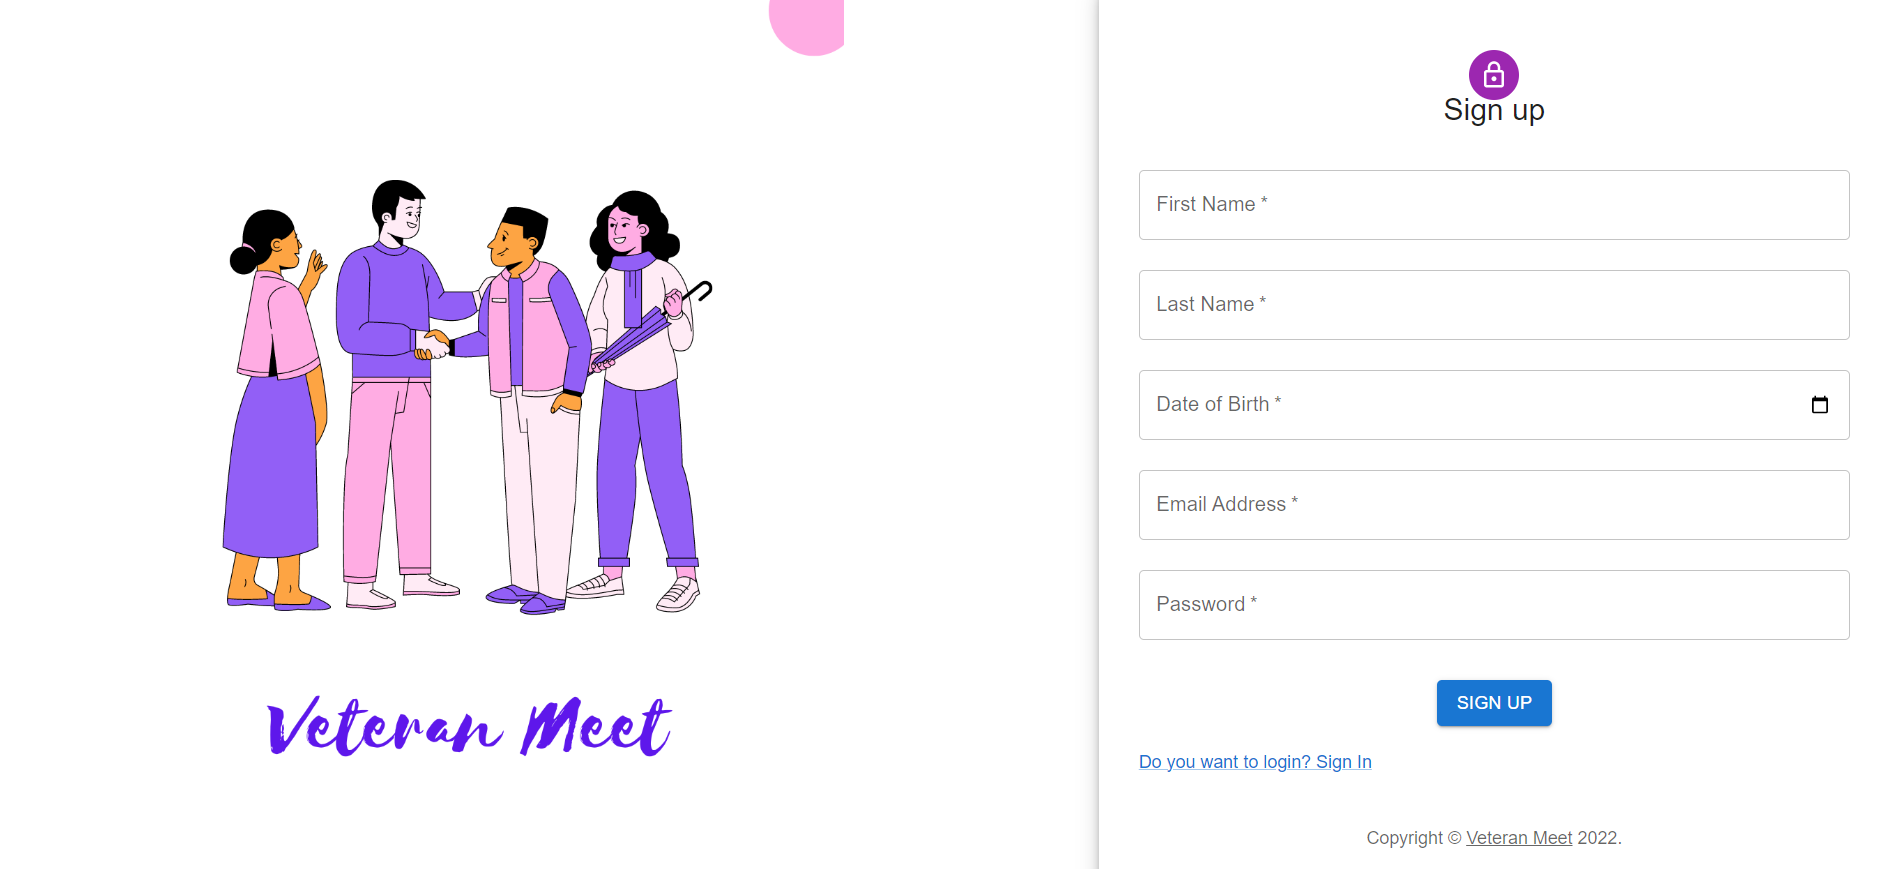 Veteran Meet
Sign up
First Name *
Last Name *
Date of Birth *
Email Address *
Password *
SIGN UP
Do you want to login? Sign In
Copyright © Veteran Meet 2022.